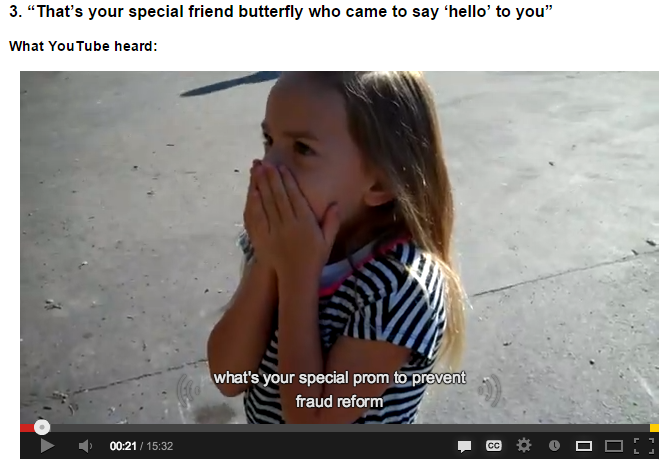 3. “That’s your special friend butterfly who came to say ‘hello’ to you”
What YouTube heard:
what's your special prom to prevent
fraud reform
00:21 / 15:32
CC